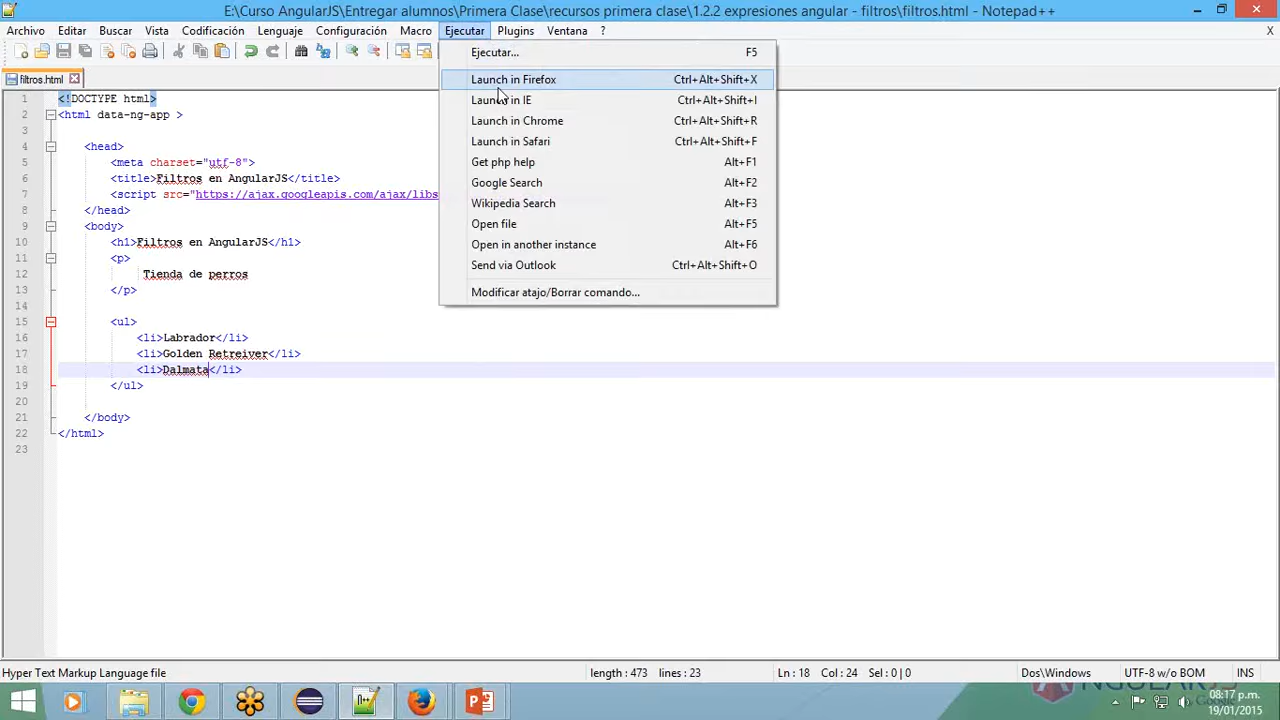 E:\Curso AngularJS\Entregar alumnos\Primera Clase\recursos primera clase\1.2.2 expresiones angular - filtros\filtros.html - Notepad++
Archivo Editar Buscar Vista Codificación Lenguaje Configuración Macro Ejecutar Plugins Ventana ? X
filtros.html
Ejecutar... F5
Launch in Firefox Ctrl+Alt+Shift+X
Launch in IE Ctrl+Alt+Shift+I
Launch in Chrome Ctrl+Alt+Shift+R
Launch in Safari Ctrl+Alt+Shift+F
Get php help Alt+F1
Google Search Alt+F2
Wikipedia Search Alt+F3
Open file Alt+F5
Open in another instance Alt+F6
Send via Outlook Ctrl+Alt+Shift+O
Modificar atajo/Borrar comando...
1 <!DOCTYPE html>
2 <html data-ng-app >
3
4 <head>
5 <meta charset="utf-8">
6 <title>Filtros en AngularJS</title>
7 <script src="https://ajax.googleapis.com/ajax/libs
8 </head>
9 <body>
10 <h1>Filtros en AngularJS</h1>
11 <p>
12 Tienda de perros
13 </p>
14
15 <ul>
16 <li>Labrador</li>
17 <li>Golden Retreiver</li>
18 <li>Dalmata</li>
19 </ul>
20
21 </body>
22 </html>
23
Hyper Text Markup Language file length : 473 lines : 23 Ln : 18 Col : 24 Sel : 0 | 0 Dos\Windows UTF-8 w/o BOM INS
08:17 p.m.
19/01/2015